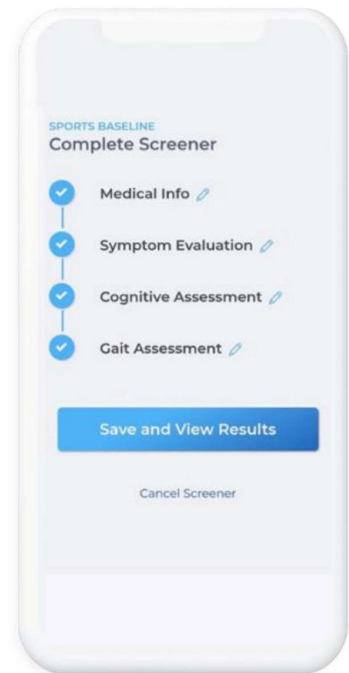 SPORTS BASELINE
Complete Screener
Medical Info
Symptom Evaluation
Cognitive Assessment
Gait Assessment
Save and View Results
Cancel Screener